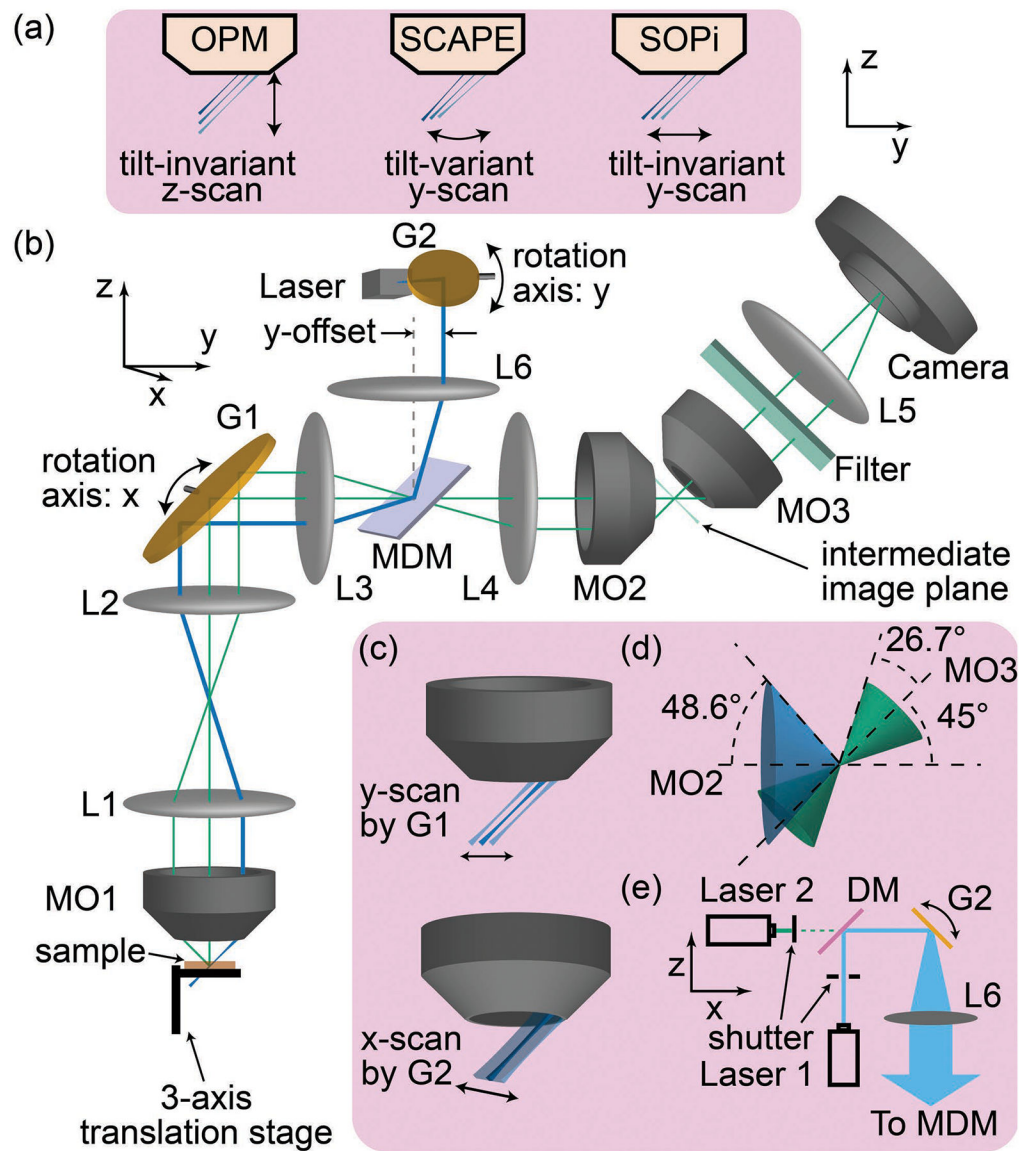 (a)
OPM
SCAPE
SOPi
tilt-invariant
z-scan
tilt-variant
y-scan
tilt-invariant
y-scan
z
y
(b)
G2
Laser
rotation
axis: y
y-offset
z
y
x
L6
G1
rotation
axis: x
Camera
L5
Filter
MO3
MDM
L3
L4
MO2
intermediate
image plane
L2
L1
MO1
sample
3-axis
translation stage
(c)
y-scan
by G1
x-scan
by G2
(d)
26.7°
MO3
48.6°
45°
MO2
(e)
Laser 2
DM
G2
z
x
L6
shutter
Laser 1
To MDM